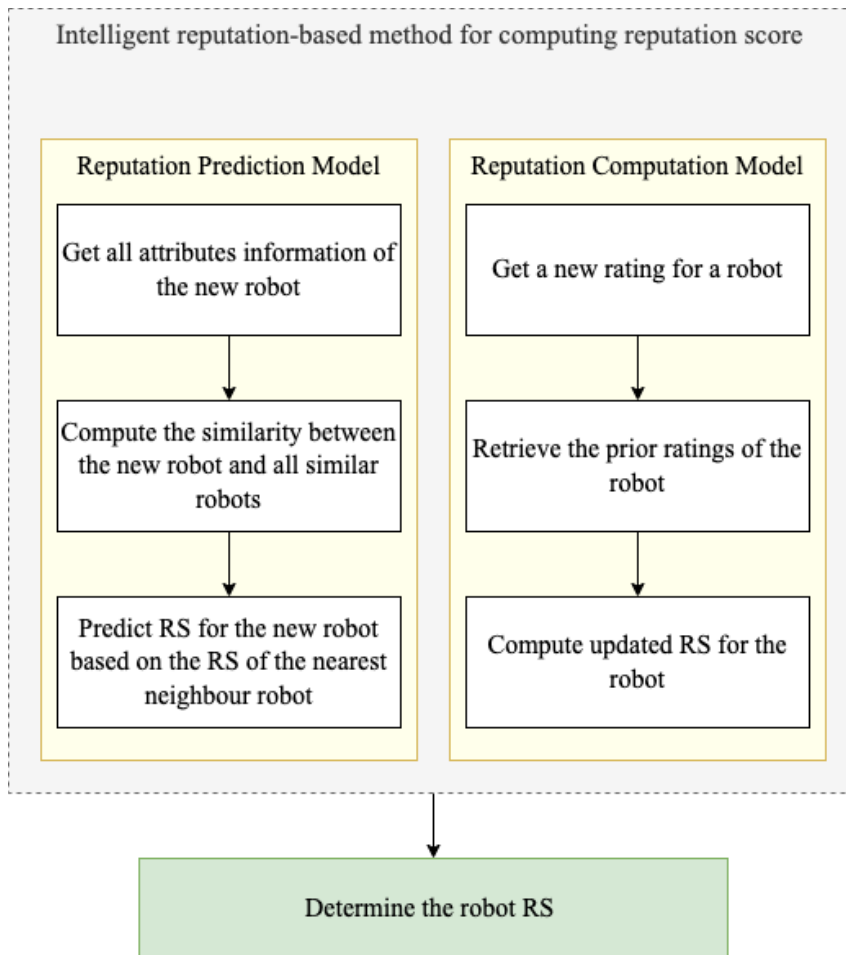 Intelligent reputation-based method for computing reputation score
Reputation Prediction Model
Get all attributes information of
the new robot
Compute the similarity between
the new robot and all similar
robots
Predict RS for the new robot
based on the RS of the nearest
neighbour robot
Reputation Computation Model
Get a new rating for a robot
Retrieve the prior ratings of the
robot
Compute updated RS for the
robot
Determine the robot RS